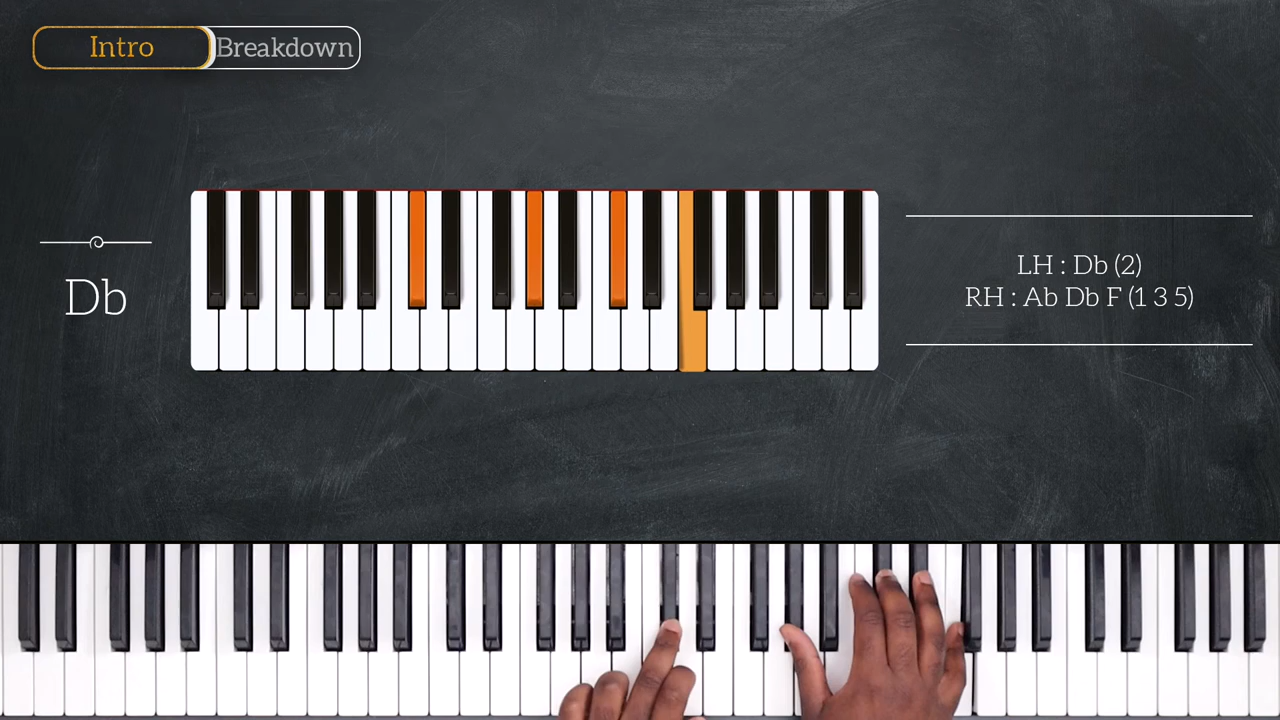 Intro
Breakdown
Db
LH : Db (2)
RH : Ab Db F (1 3 5)